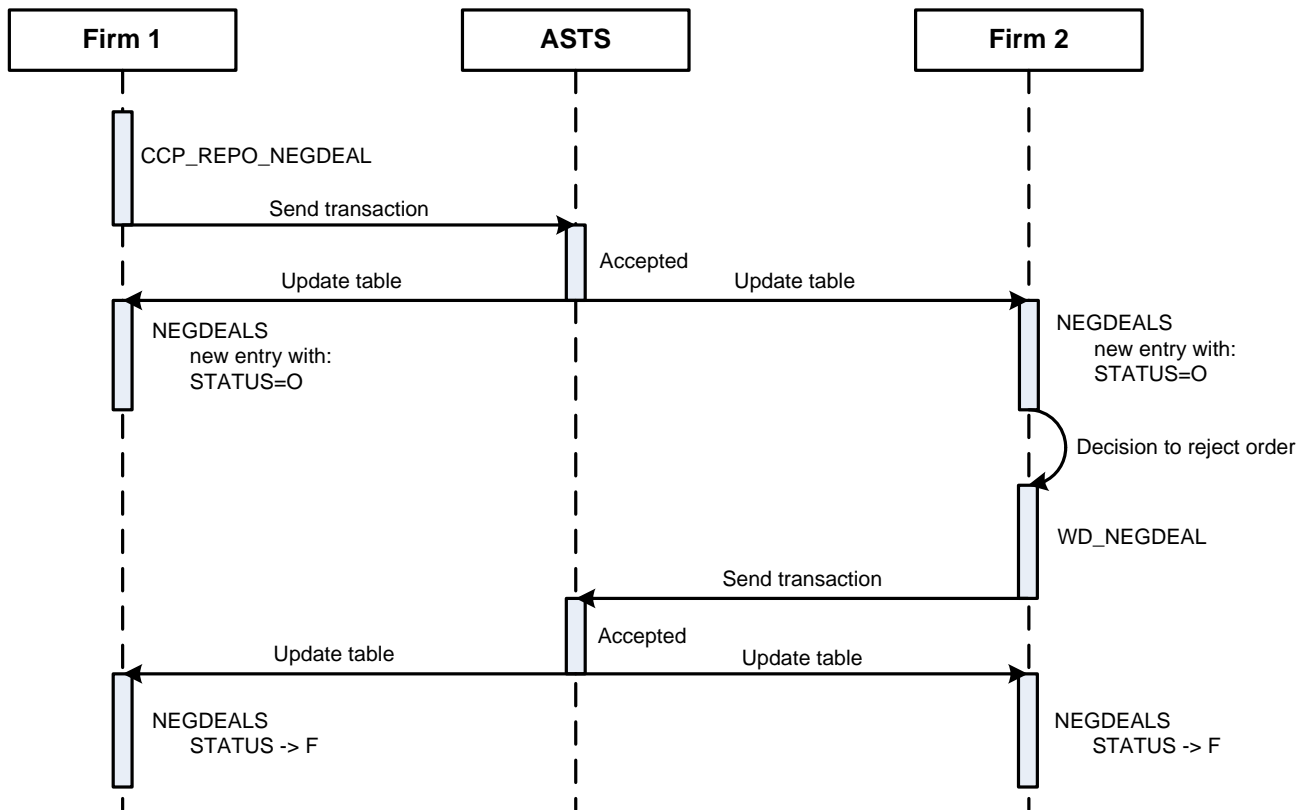 Firm 1
ASTS
Firm 2
CCP_REPO_NEGDEAL
Send transaction
Accepted
Update table
Update table
NEGDEALS
new entry with:
STATUS=O
NEGDEALS
new entry with:
STATUS=O
Decision to reject order
WD_NEGDEAL
Send transaction
Accepted
Update table
Update table
NEGDEALS
STATUS -> F
NEGDEALS
STATUS -> F